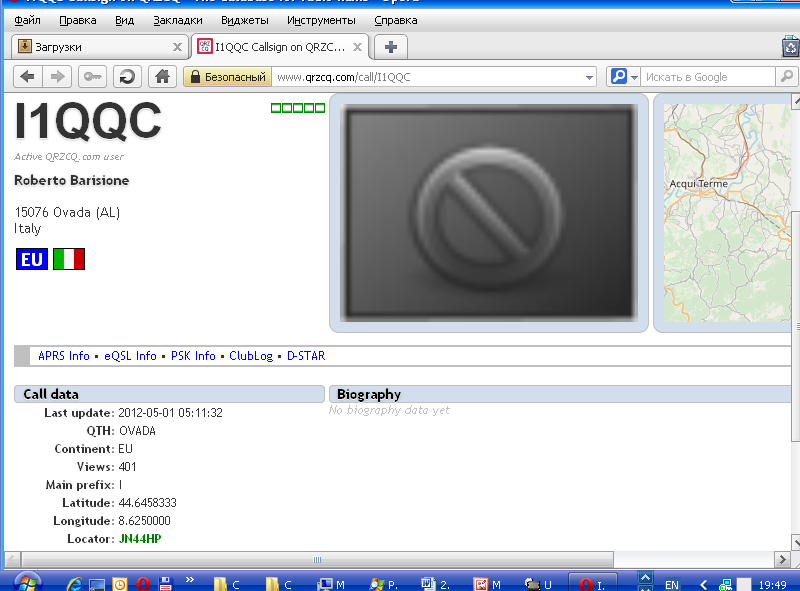 Файл Правка Вид Закладки Виджеты Инструменты Справка
Загрузки
I1QQC Callsign on QRZC...
Безопасный www.qrzcq.com/call/I1QQC
Искать в Google
I1QQC
Active QRZCQ.com user
Roberto Barisione
15076 Ovada (AL)
Italy
EU
Acqui Terme
APRS Info • eQSL Info • PSK Info • ClubLog • D-STAR
Call data
Last update: 2012-05-01 05:11:32
QTH: OVADA
Continent: EU
Views: 401
Main prefix: I
Latitude: 44.6458333
Longitude: 8.6250000
Locator: JN44HP
Biography
No biography data yet
C C M P. 2. M U I. EN 19:49